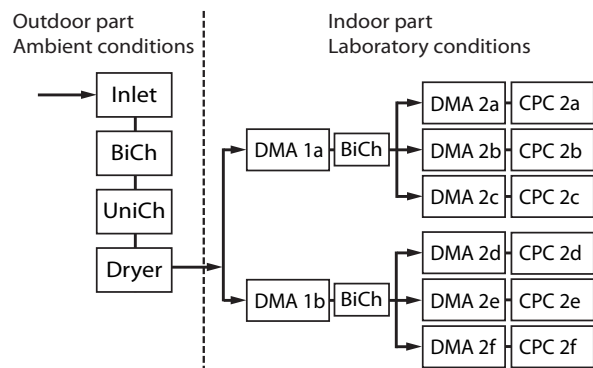 Outdoor part
Ambient conditions
Indoor part
Laboratory conditions
Inlet
BiCh
UniCh
Dryer
DMA 1a
BiCh
DMA 2a
CPC 2a
DMA 2b
CPC 2b
DMA 2c
CPC 2c
DMA 1b
BiCh
DMA 2d
CPC 2d
DMA 2e
CPC 2e
DMA 2f
CPC 2f